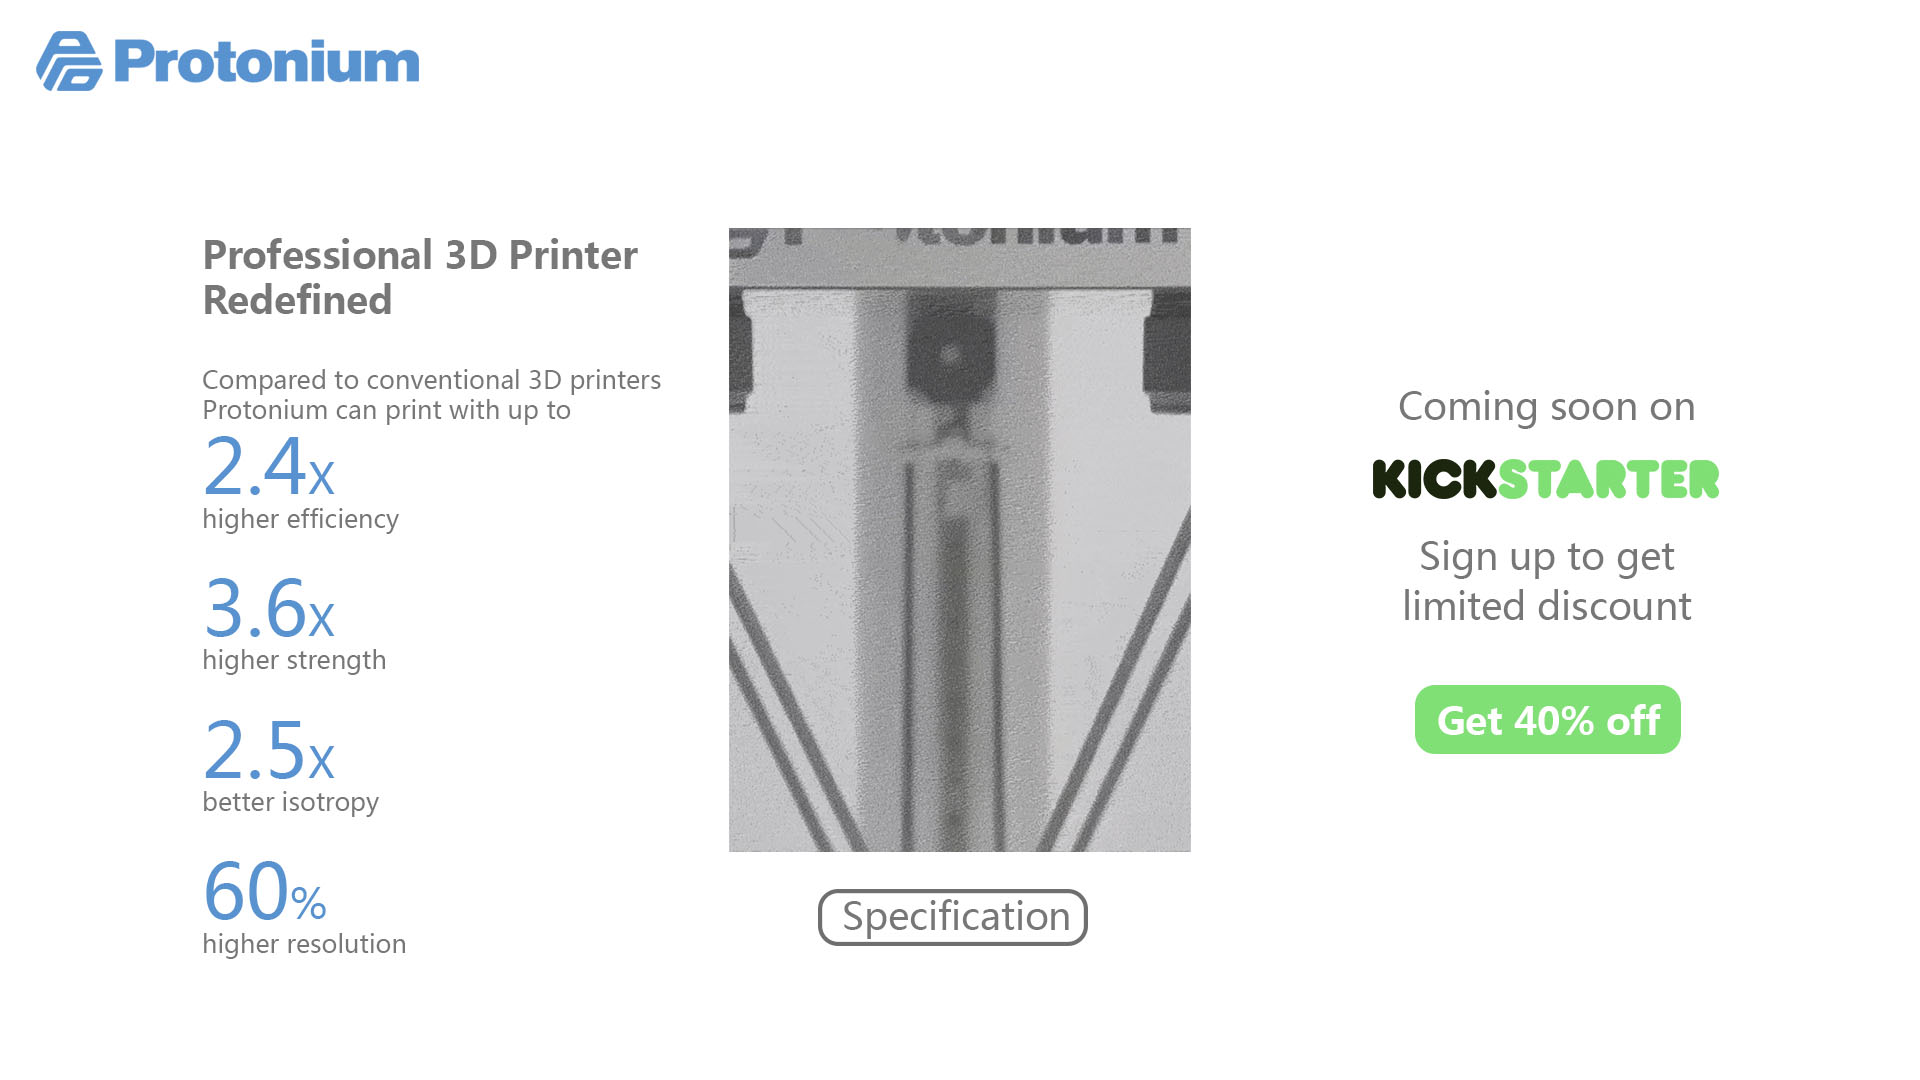 Protonium
Professional 3D Printer
Redefined
Compared to conventional 3D printers
Protonium can print with up to
2.4x
higher efficiency
3.6x
higher strength
2.5x
better isotropy
60%
higher resolution
Specification
Coming soon on
KICKSTARTER
Sign up to get
limited discount
Get 40% off